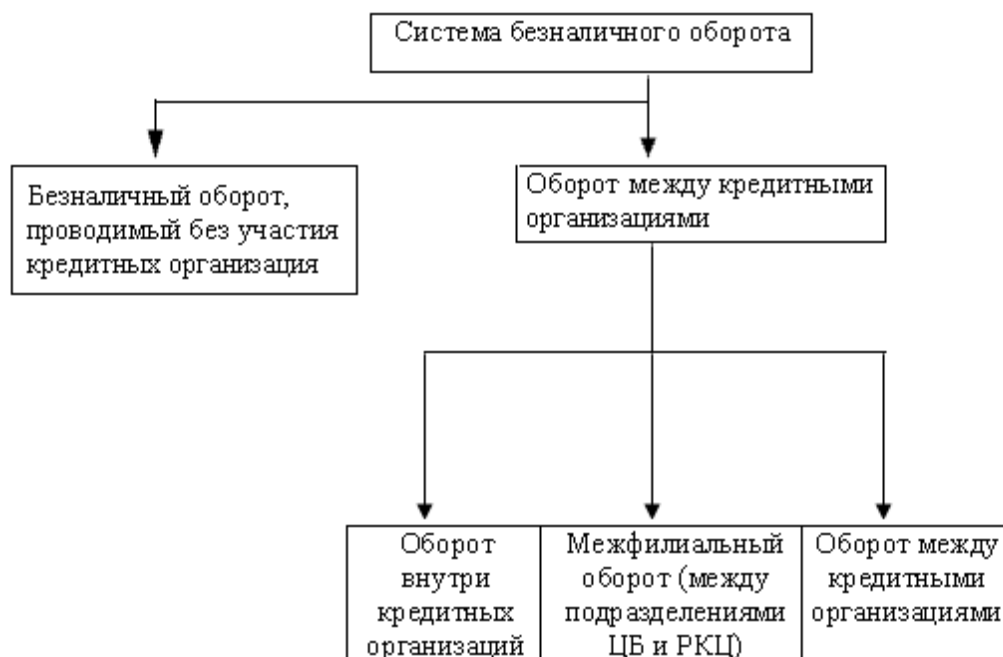 Система безналичного оборота
Безналичный оборот,
проводимый без участия
кредитных организация
Оборот между кредитными
организациями
Оборот
внутри
кредитных
организаций
Межфилиальный
оборот (между
подразделениями
ЦБ и РКЦ)
Оборот между
кредитными
организациями